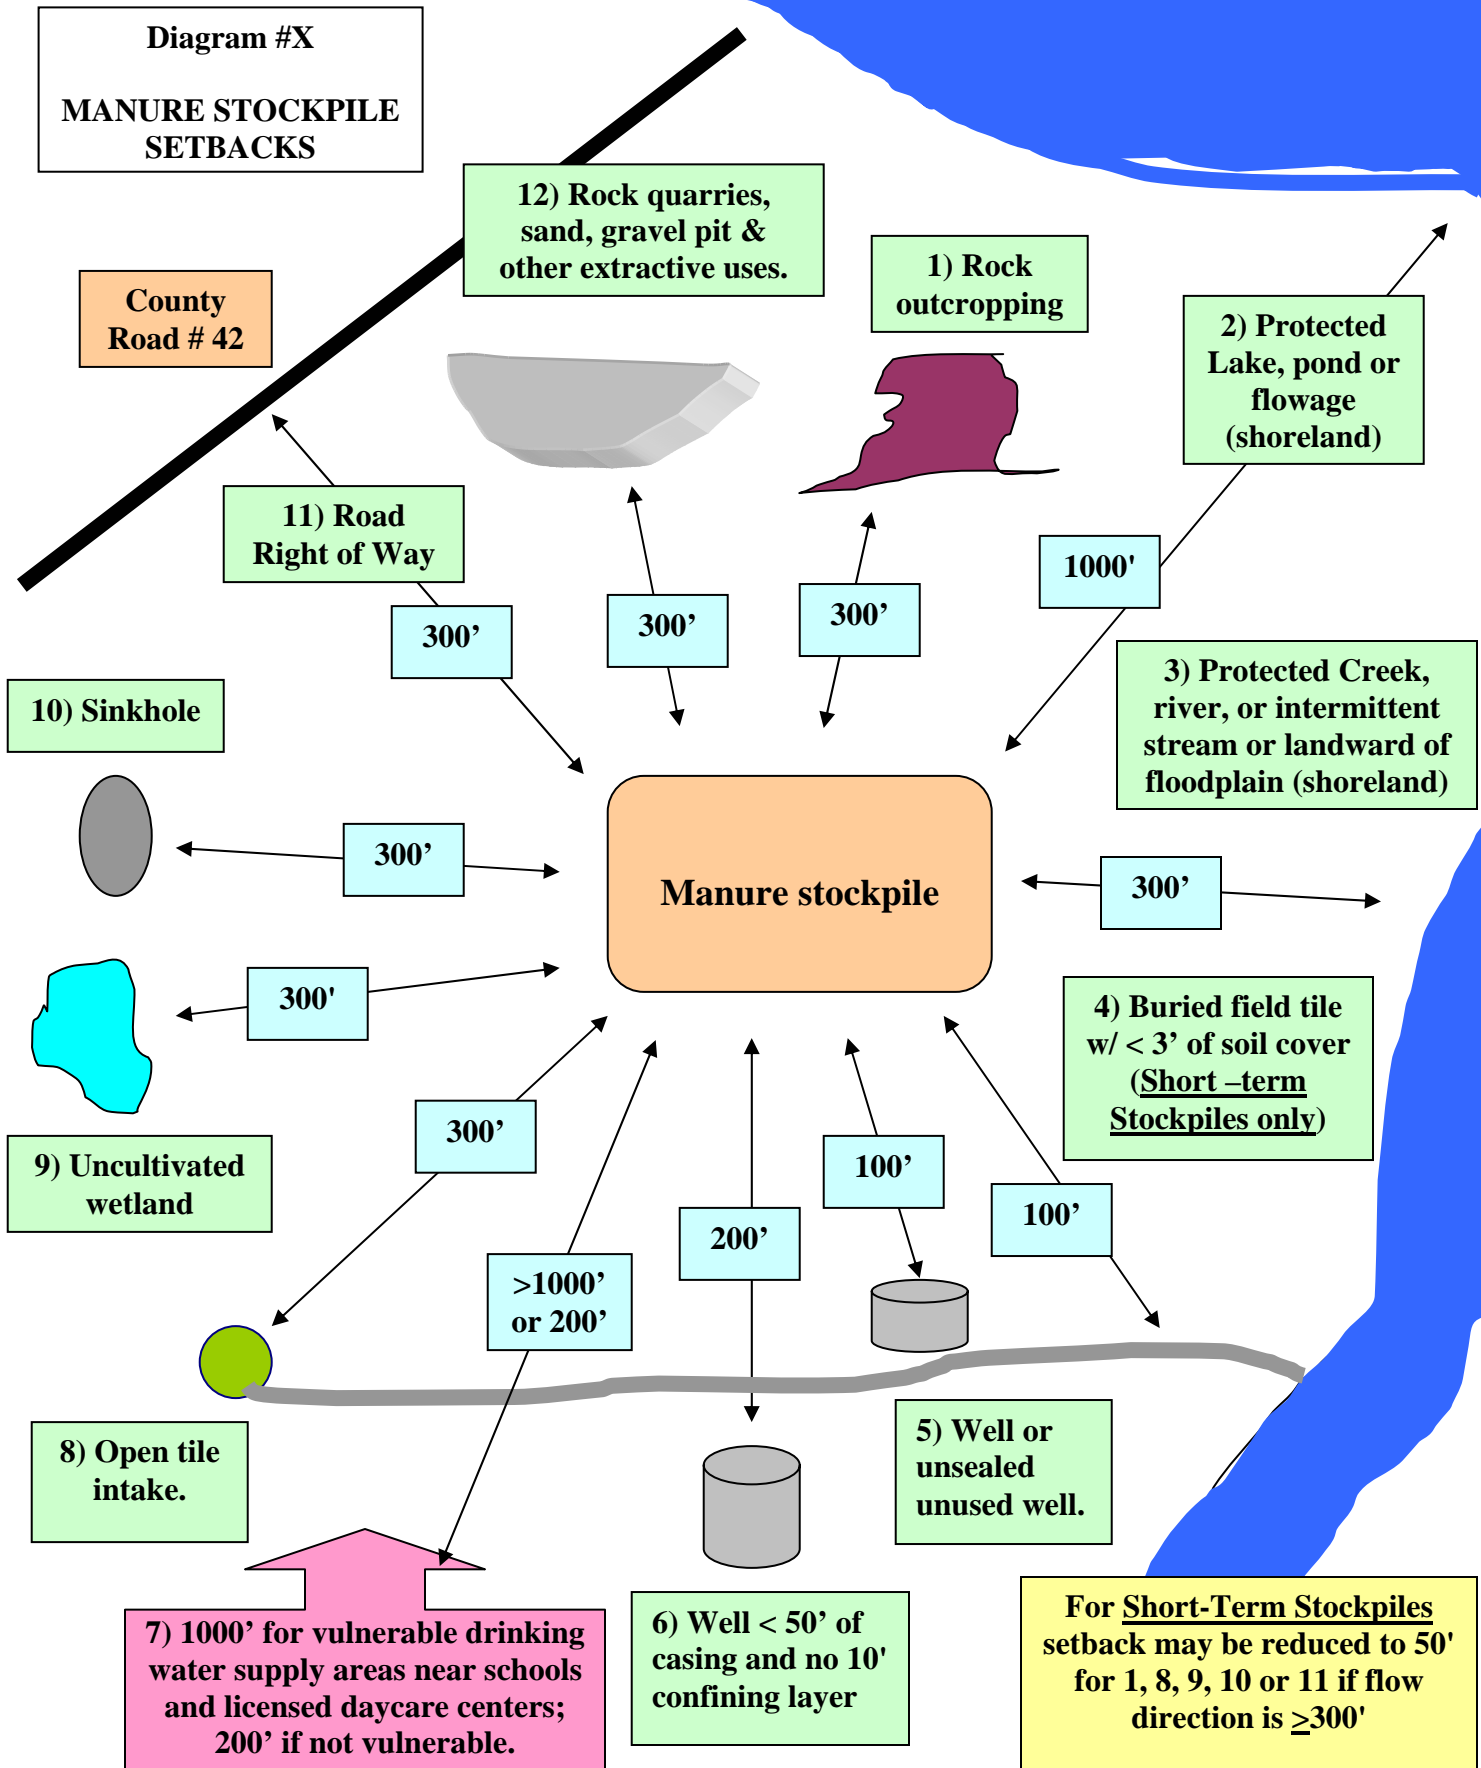 Diagram #X
MANURE STOCKPILE
SETBACKS
12) Rock quarries,
sand, gravel pit &
other extractive uses.
1) Rock
outcropping
County
Road # 42
2) Protected
Lake, pond or
flowage
(shoreland)
11) Road
Right of Way
1000'
300’
300’
300’
3) Protected Creek,
river, or intermittent
stream or landward of
floodplain (shoreland)
10) Sinkhole
300’
Manure stockpile
300’
300'
4) Buried field tile
w/ < 3’ of soil cover
(Short –term
Stockpiles only)
9) Uncultivated
wetland
300’
100’
100’
200’
>1000’
or 200’
8) Open tile
intake.
5) Well or
unsealed
unused well.
7) 1000’ for vulnerable drinking
water supply areas near schools
and licensed daycare centers;
200’ if not vulnerable.
6) Well < 50’ of
casing and no 10'
confining layer
For Short-Term Stockpiles
setback may be reduced to 50'
for 1, 8, 9, 10 or 11 if flow
direction is ≥300'